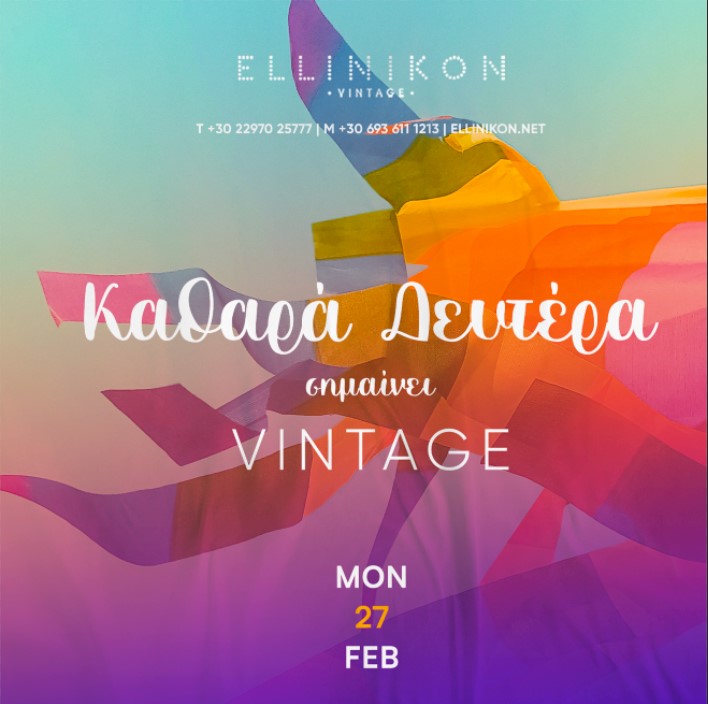 ELLINIKON
• VINTAGE •
T +30 22970 25777 | M +30 693 611 1213 | ELLINIKON.NET
Καθαρά Δευτέρα
σημαίνει
VINTAGE
MON
27
FEB